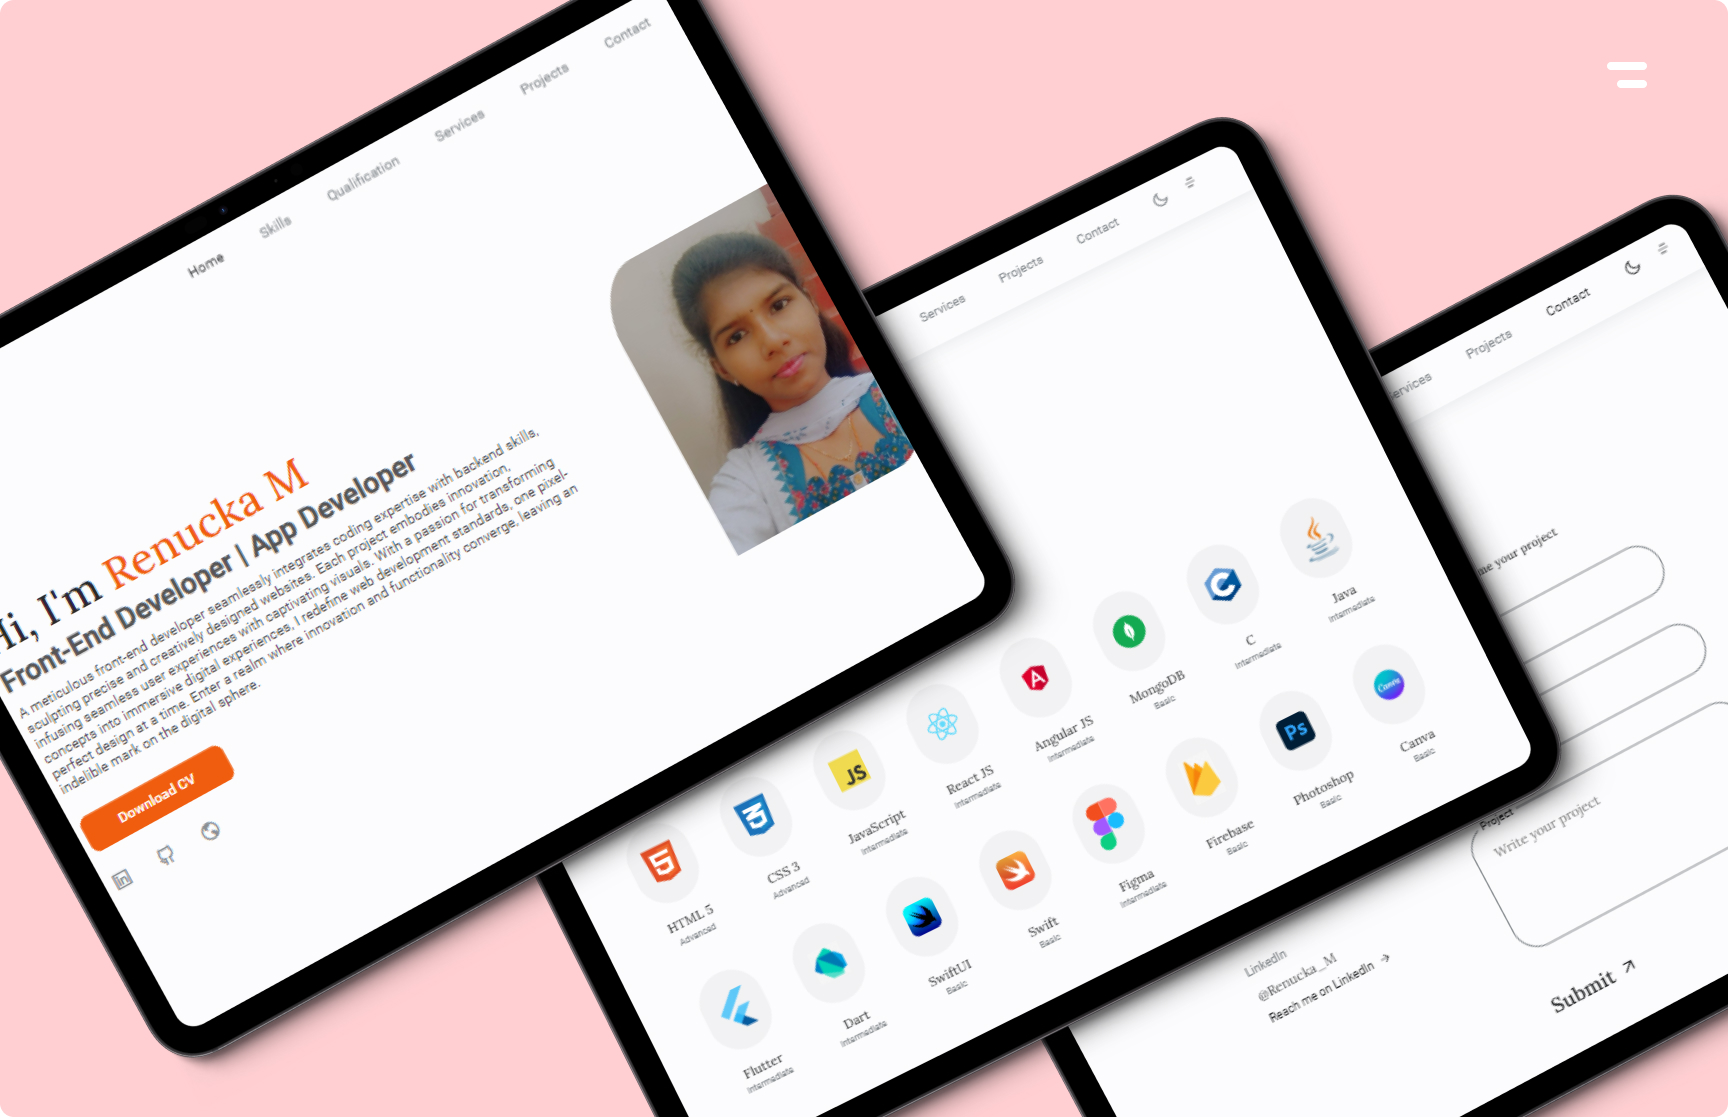 Home
Skills
Qualification
Services
Projects
Contact
Hi, I'm Renucka M
Front-End Developer | App Developer
A meticulous front-end developer seamlessly integrates coding expertise with backend skills,
sculpting precise and creatively designed websites. Each project embodies innovation,
infusing seamless user experiences with captivating visuals. With a passion for transforming
concepts into immersive digital experiences, I redefine web development standards, one pixel-
perfect design at a time. Enter a realm where innovation and functionality converge, leaving an
indelible mark on the digital sphere.
Download CV
in
Services
Projects
Contact
HTML 5
Advanced
CSS 3
Advanced
JS
JavaScript
Intermediate
React JS
Intermediate
A
Angular JS
Intermediate
MongoDB
Basic
C
C
Intermediate
Java
Intermediate
Flutter
Intermediate
Dart
Intermediate
SwiftUI
Basic
Swift
Basic
Figma
Intermediate
Firebase
Basic
Ps
Photoshop
Basic
Canva
Canva
Basic
ervices
Projects
Contact
me your project
Project
Write your project
Submit
LinkedIn
@Renucka_M
Reach me on LinkedIn